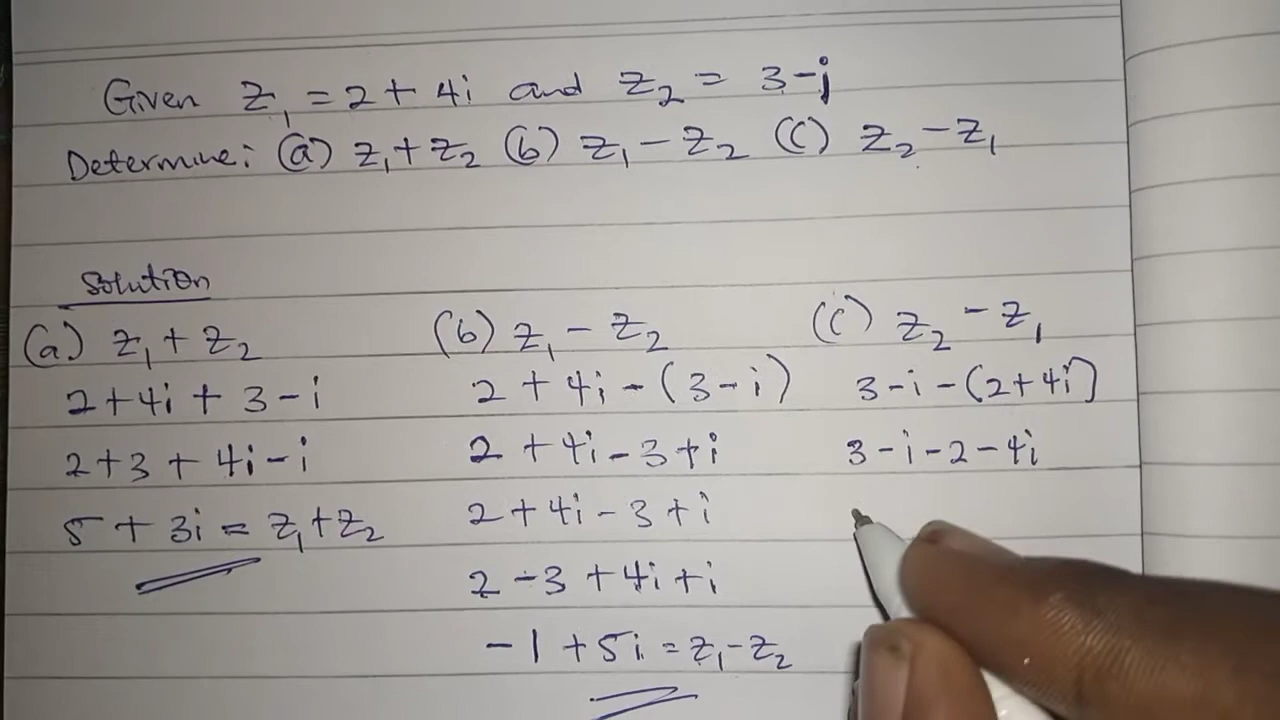 Given z₁ = 2 + 4i and z₂ = 3 - i
Determine: (a) z₁ + z₂ (b) z₁ - z₂ (c) z₂ - z₁
Solution
(a) z₁ + z₂
2 + 4i + 3 - i
2 + 3 + 4i - i
5 + 3i = z₁ + z₂
(b) z₁ - z₂
2 + 4i - (3 - i)
2 + 4i - 3 + i
2 + 4i - 3 + i
2 - 3 + 4i + i
-1 + 5i = z₁ - z₂
(c) z₂ - z₁
3 - i - (2 + 4i)
3 - i - 2 - 4i